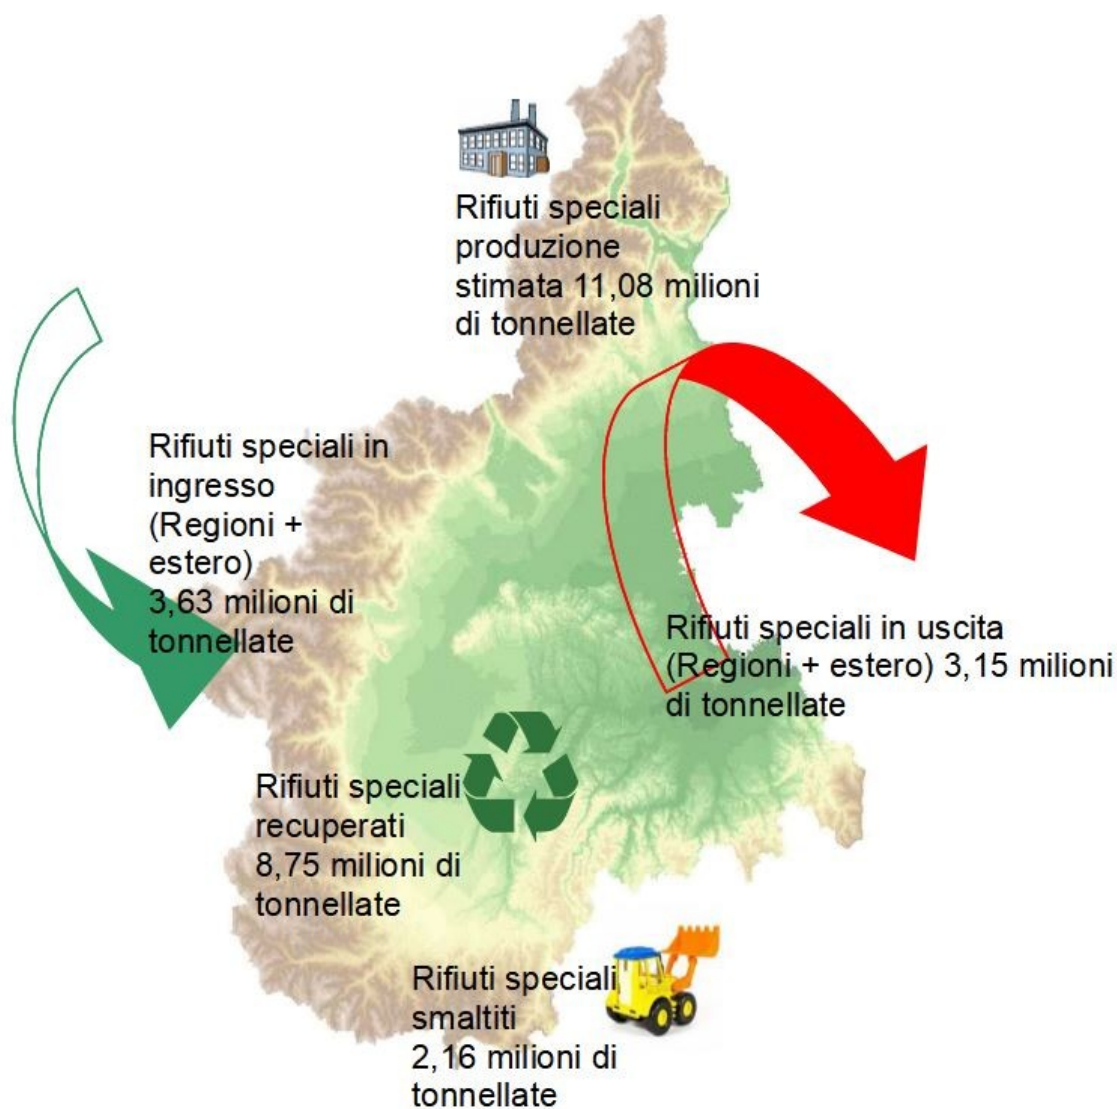 Rifiuti speciali
produzione
stimata 11,08 milioni
di tonnellate
Rifiuti speciali in
ingresso
(Regioni +
estero)
3,63 milioni di
tonnellate
Rifiuti speciali in uscita
(Regioni + estero) 3,15 milioni
di tonnellate
Rifiuti speciali
recuperati
8,75 milioni di
tonnellate
Rifiuti speciali
smaltiti
2,16 milioni di
tonnellate